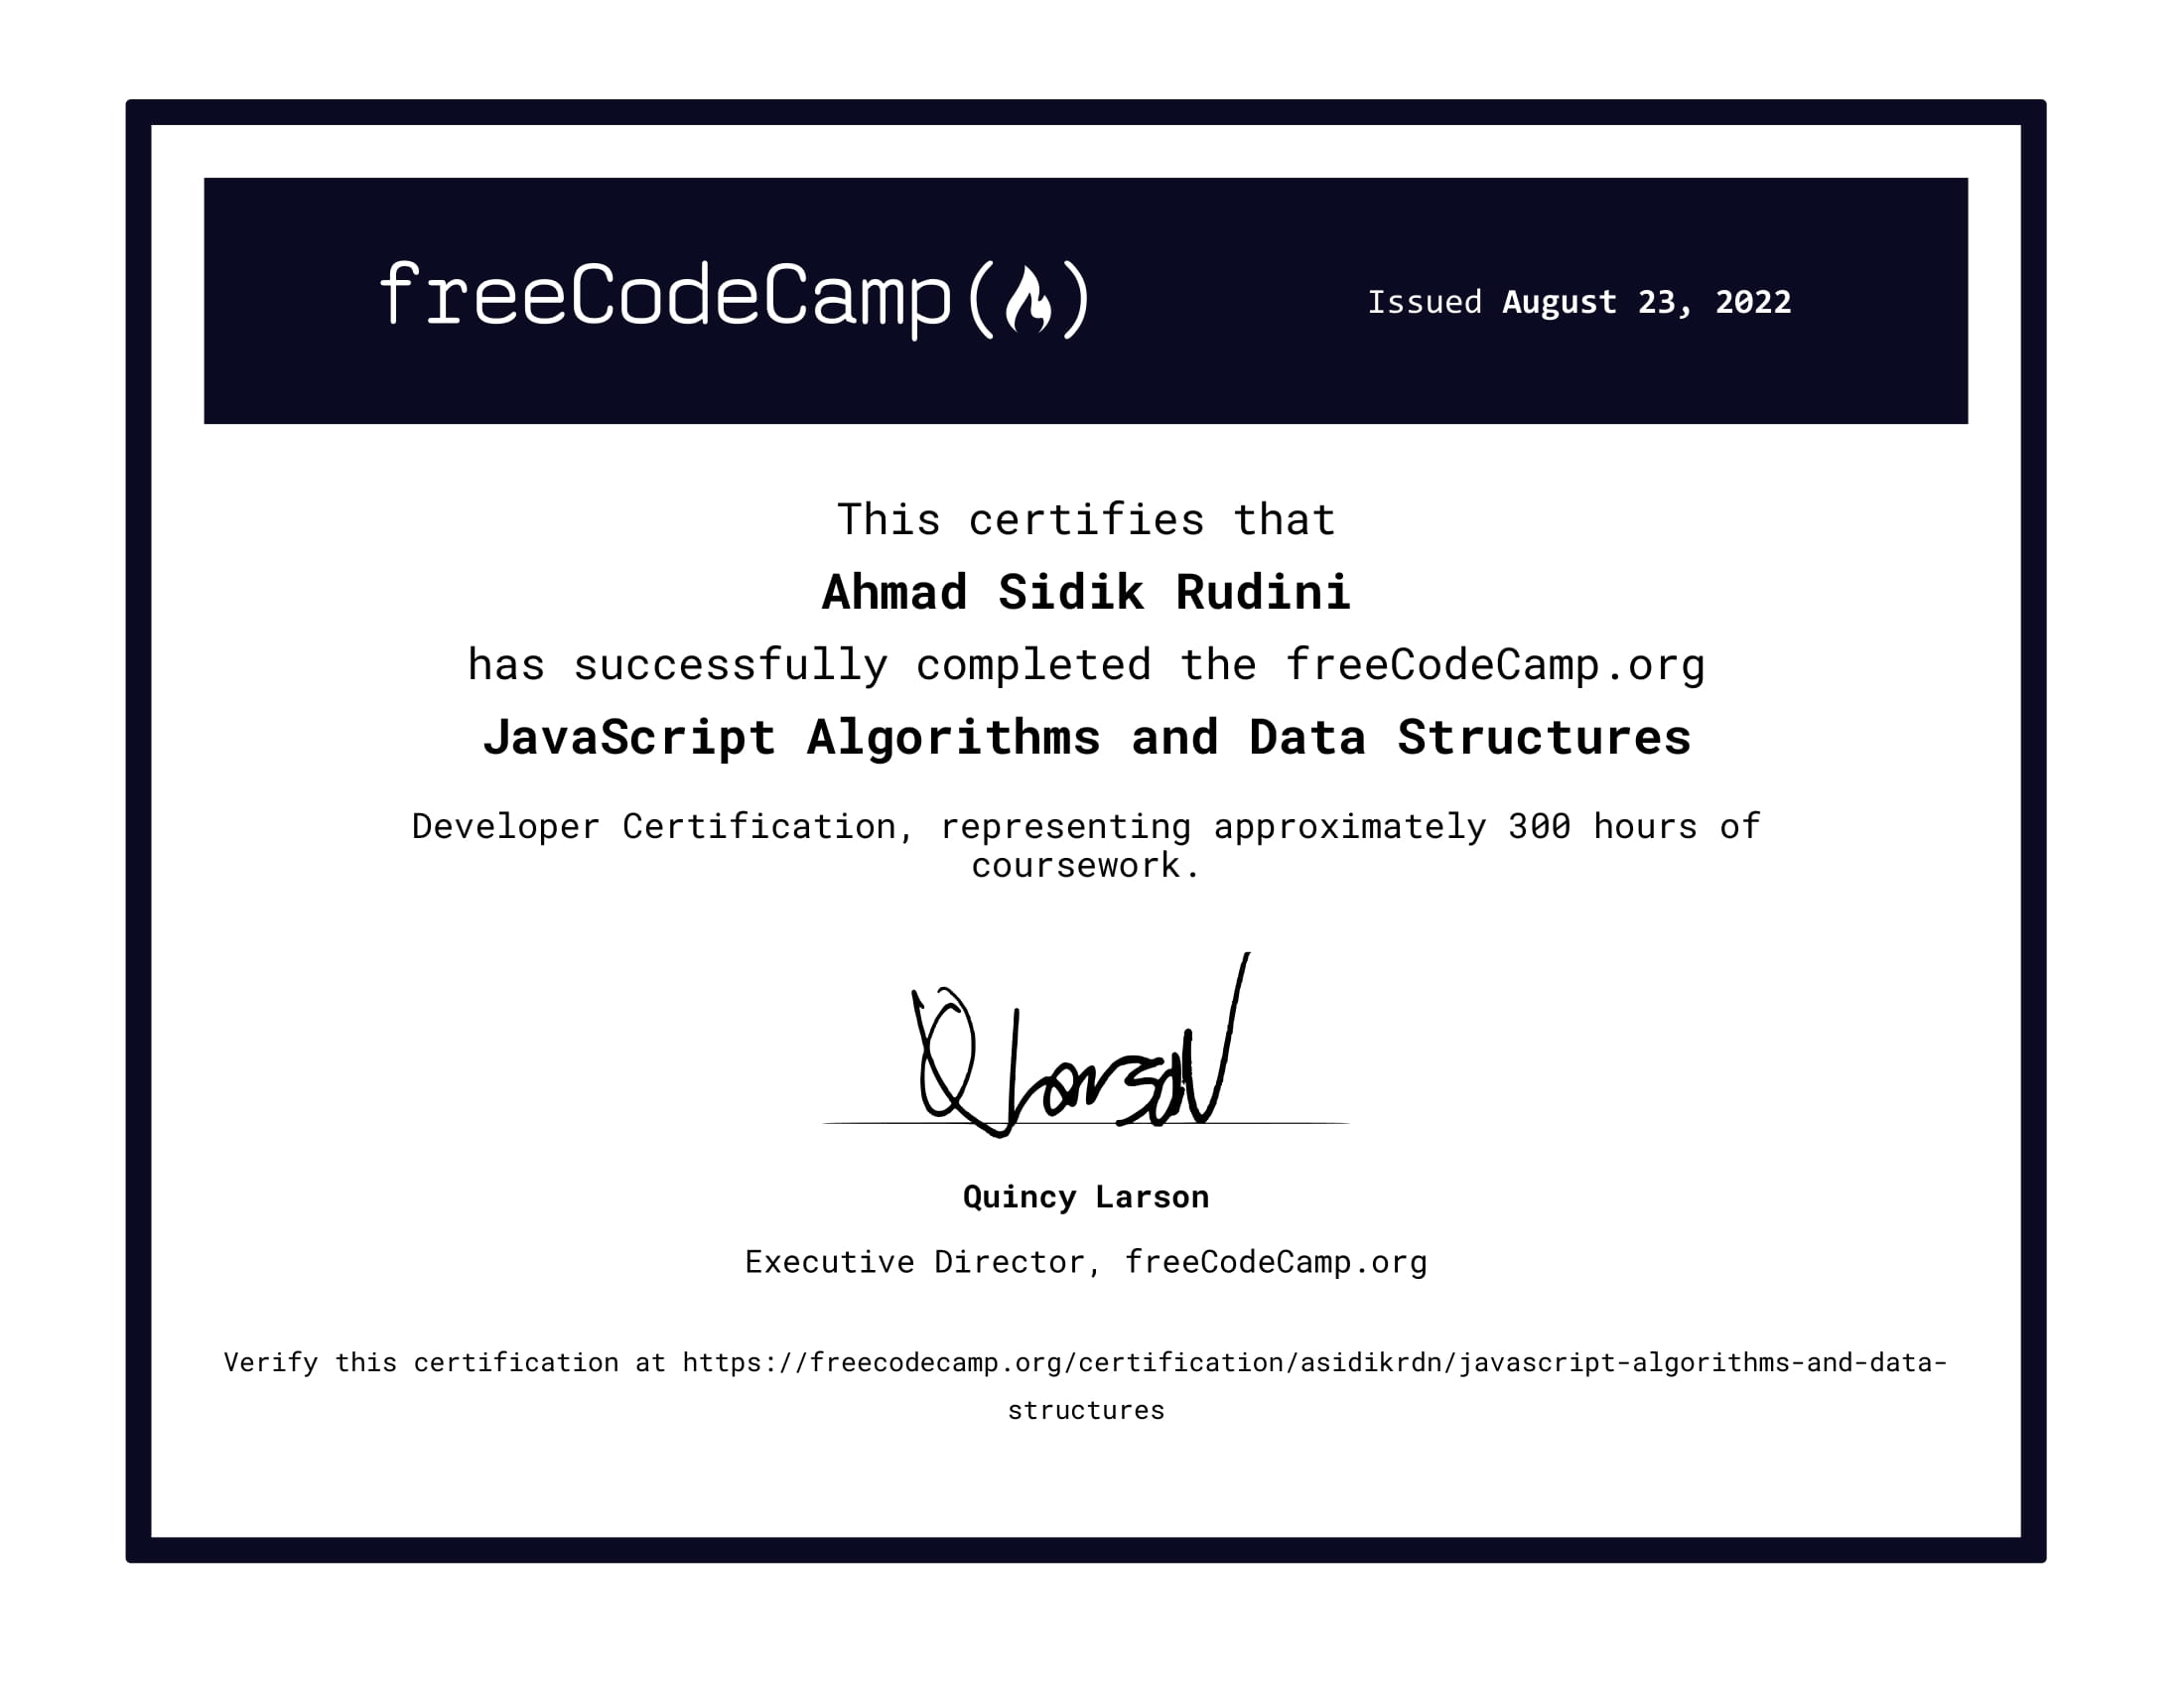 freeCodeCamp(🔥)
Issued August 23, 2022
This certifies that
Ahmad Sidik Rudini
has successfully completed the freeCodeCamp.org
JavaScript Algorithms and Data Structures
Developer Certification, representing approximately 300 hours of
coursework.
Q Larson
Quincy Larson
Executive Director, freeCodeCamp.org
Verify this certification at https://freecodecamp.org/certification/asidikrdn/javascript-algorithms-and-data-
structures